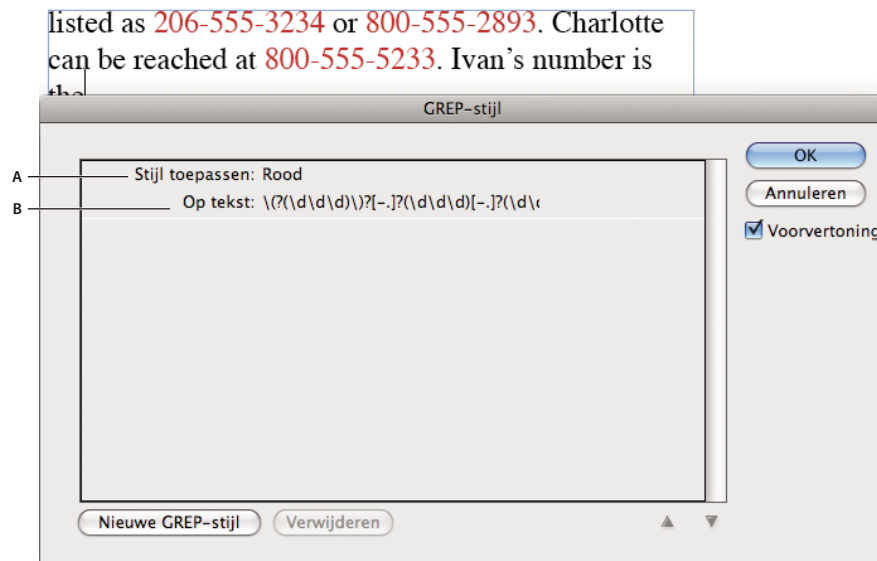 listed as 206-555-3234 or 800-555-2893. Charlotte
can be reached at 800-555-5233. Ivan’s number is
the
GREP-stijl
A
Stijl toepassen: Rood
B
Op tekst: \(?(\d\d\d)\)?[-.]?(\d\d\d)[-.]?(\d\
OK
Annuleren
Voorvertoning
Nieuwe GREP-stijl
Verwijderen